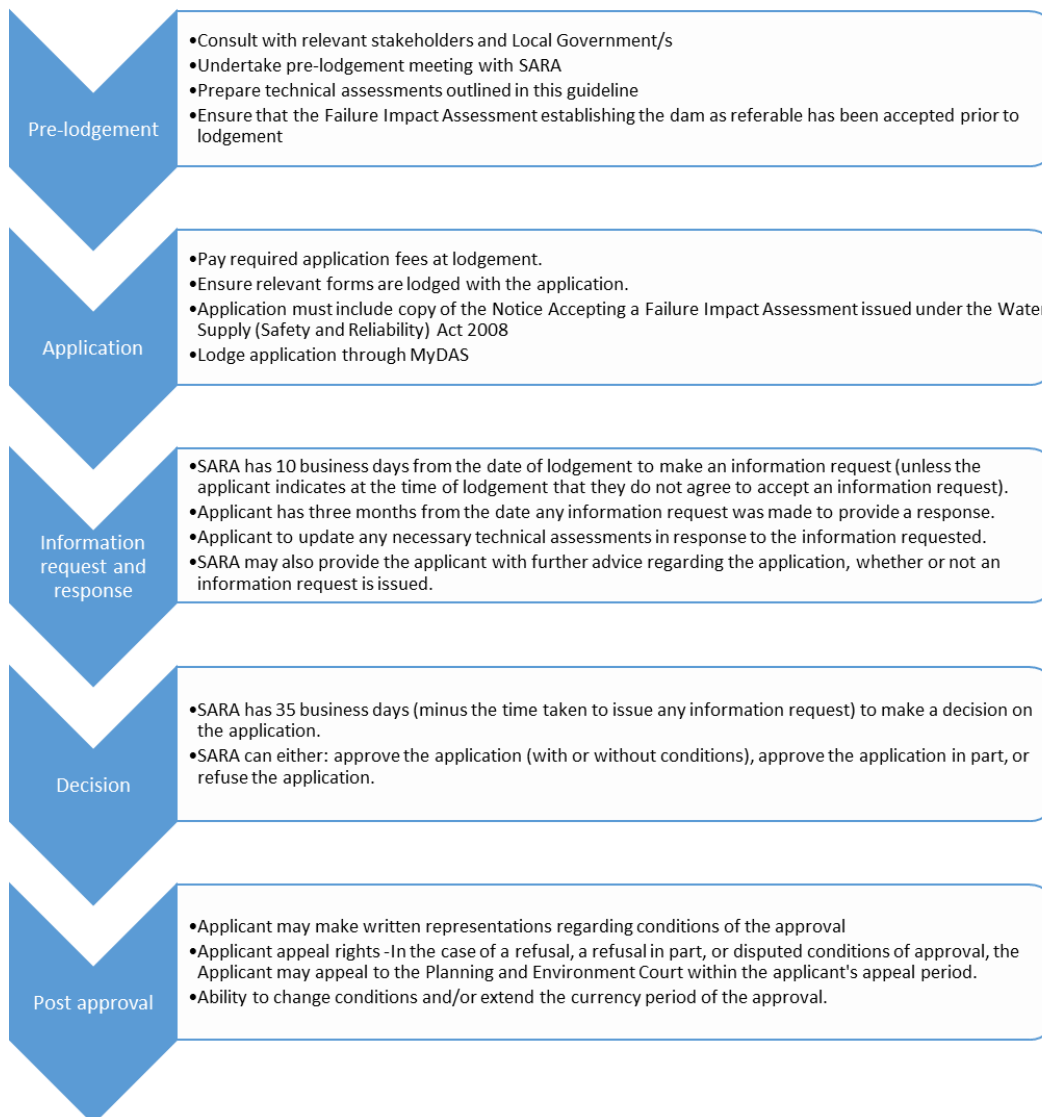 Pre-lodgement
•Consult with relevant stakeholders and Local Government/s
•Undertake pre-lodgement meeting with SARA
•Prepare technical assessments outlined in this guideline
•Ensure that the Failure Impact Assessment establishing the dam as referable has been accepted prior to
lodgement
Application
•Pay required application fees at lodgement.
•Ensure relevant forms are lodged with the application.
•Application must include copy of the Notice Accepting a Failure Impact Assessment issued under the Water
Supply (Safety and Reliability) Act 2008
•Lodge application through MyDAS
Information
request and
response
•SARA has 10 business days from the date of lodgement to make an information request (unless the
applicant indicates at the time of lodgement that they do not agree to accept an information request).
•Applicant has three months from the date any information request was made to provide a response.
•Applicant to update any necessary technical assessments in response to the information requested.
•SARA may also provide the applicant with further advice regarding the application, whether or not an
information request is issued.
Decision
•SARA has 35 business days (minus the time taken to issue any information request) to make a decision on
the application.
•SARA can either: approve the application (with or without conditions), approve the application in part, or
refuse the application.
Post approval
•Applicant may make written representations regarding conditions of the approval
•Applicant appeal rights -In the case of a refusal, a refusal in part, or disputed conditions of approval, the
Applicant may appeal to the Planning and Environment Court within the applicant's appeal period.
•Ability to change conditions and/or extend the currency period of the approval.